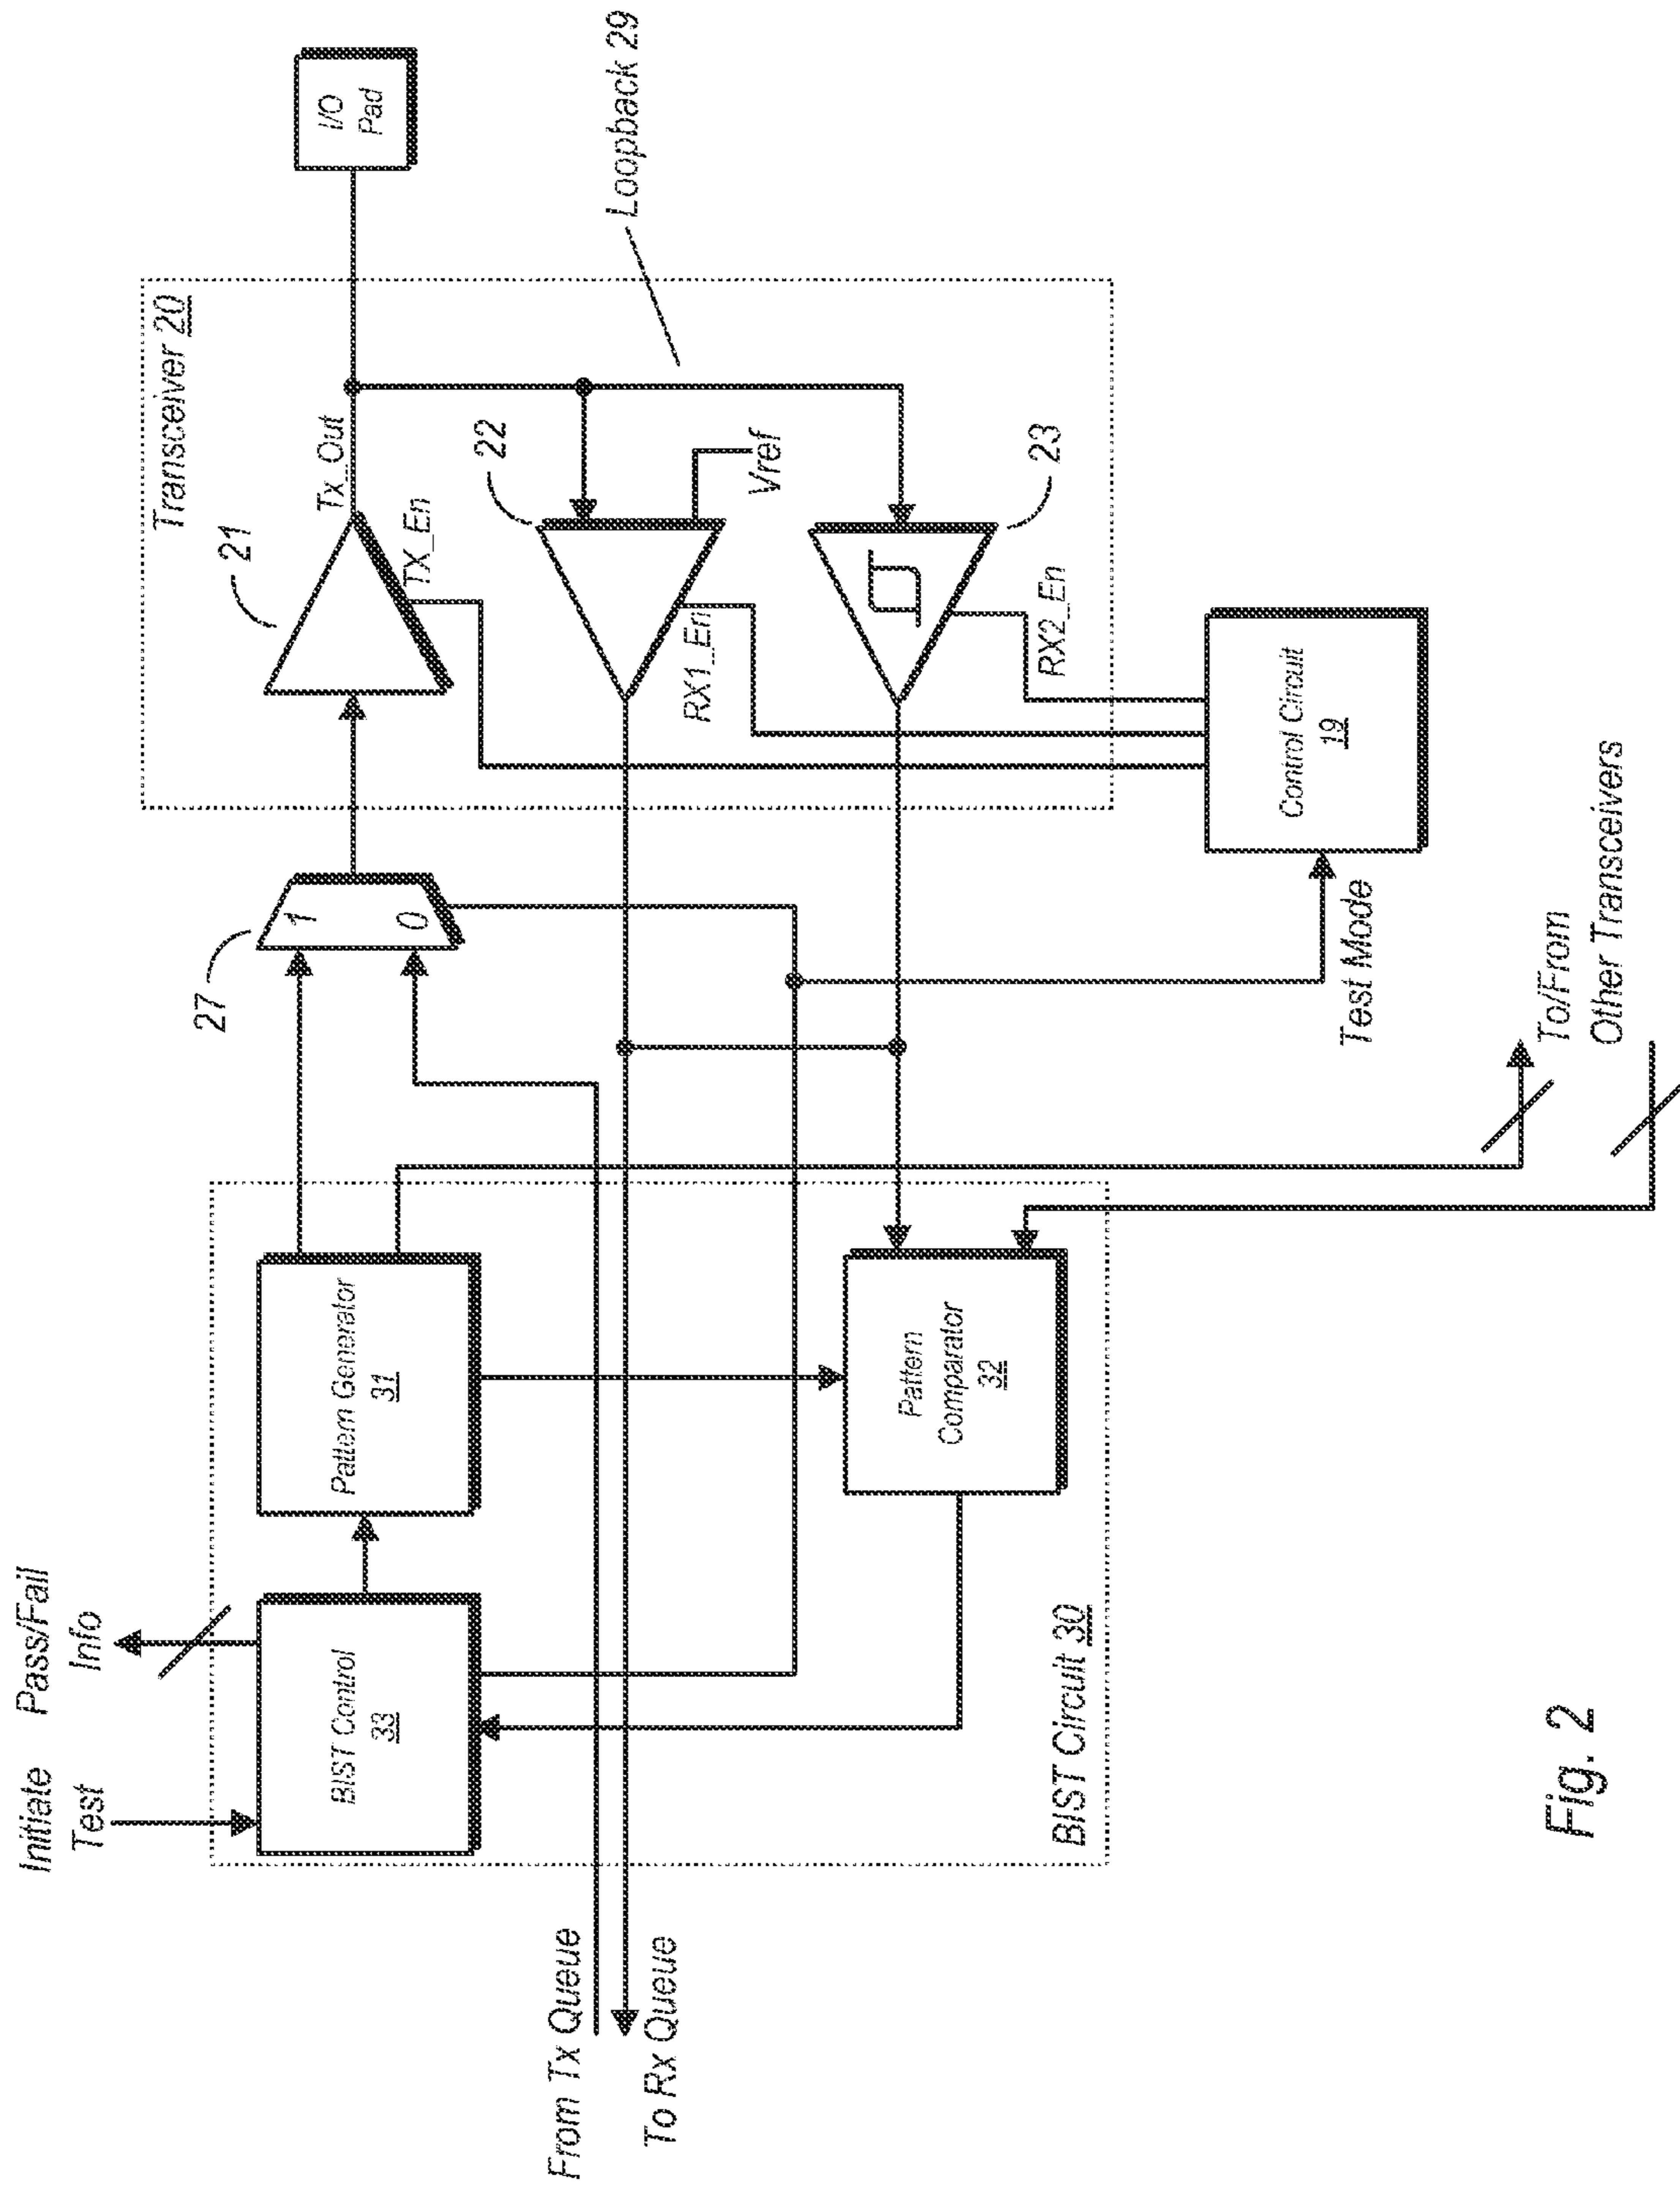 Initiate
Test
Pass/Fail
Info
BIST Control
33
Pattern Generator
31
Pattern
Comparator
32
BIST Circuit 30
From Tx Queue
To Rx Queue
27
1
0
Transceiver 20
21
Tx_Out
TX_En
22
Vref
RX1_En
23
RX2_En
I/O
Pad
Loopback 29
Control Circuit
19
Test Mode
To/From
Other Transceivers
Fig. 2